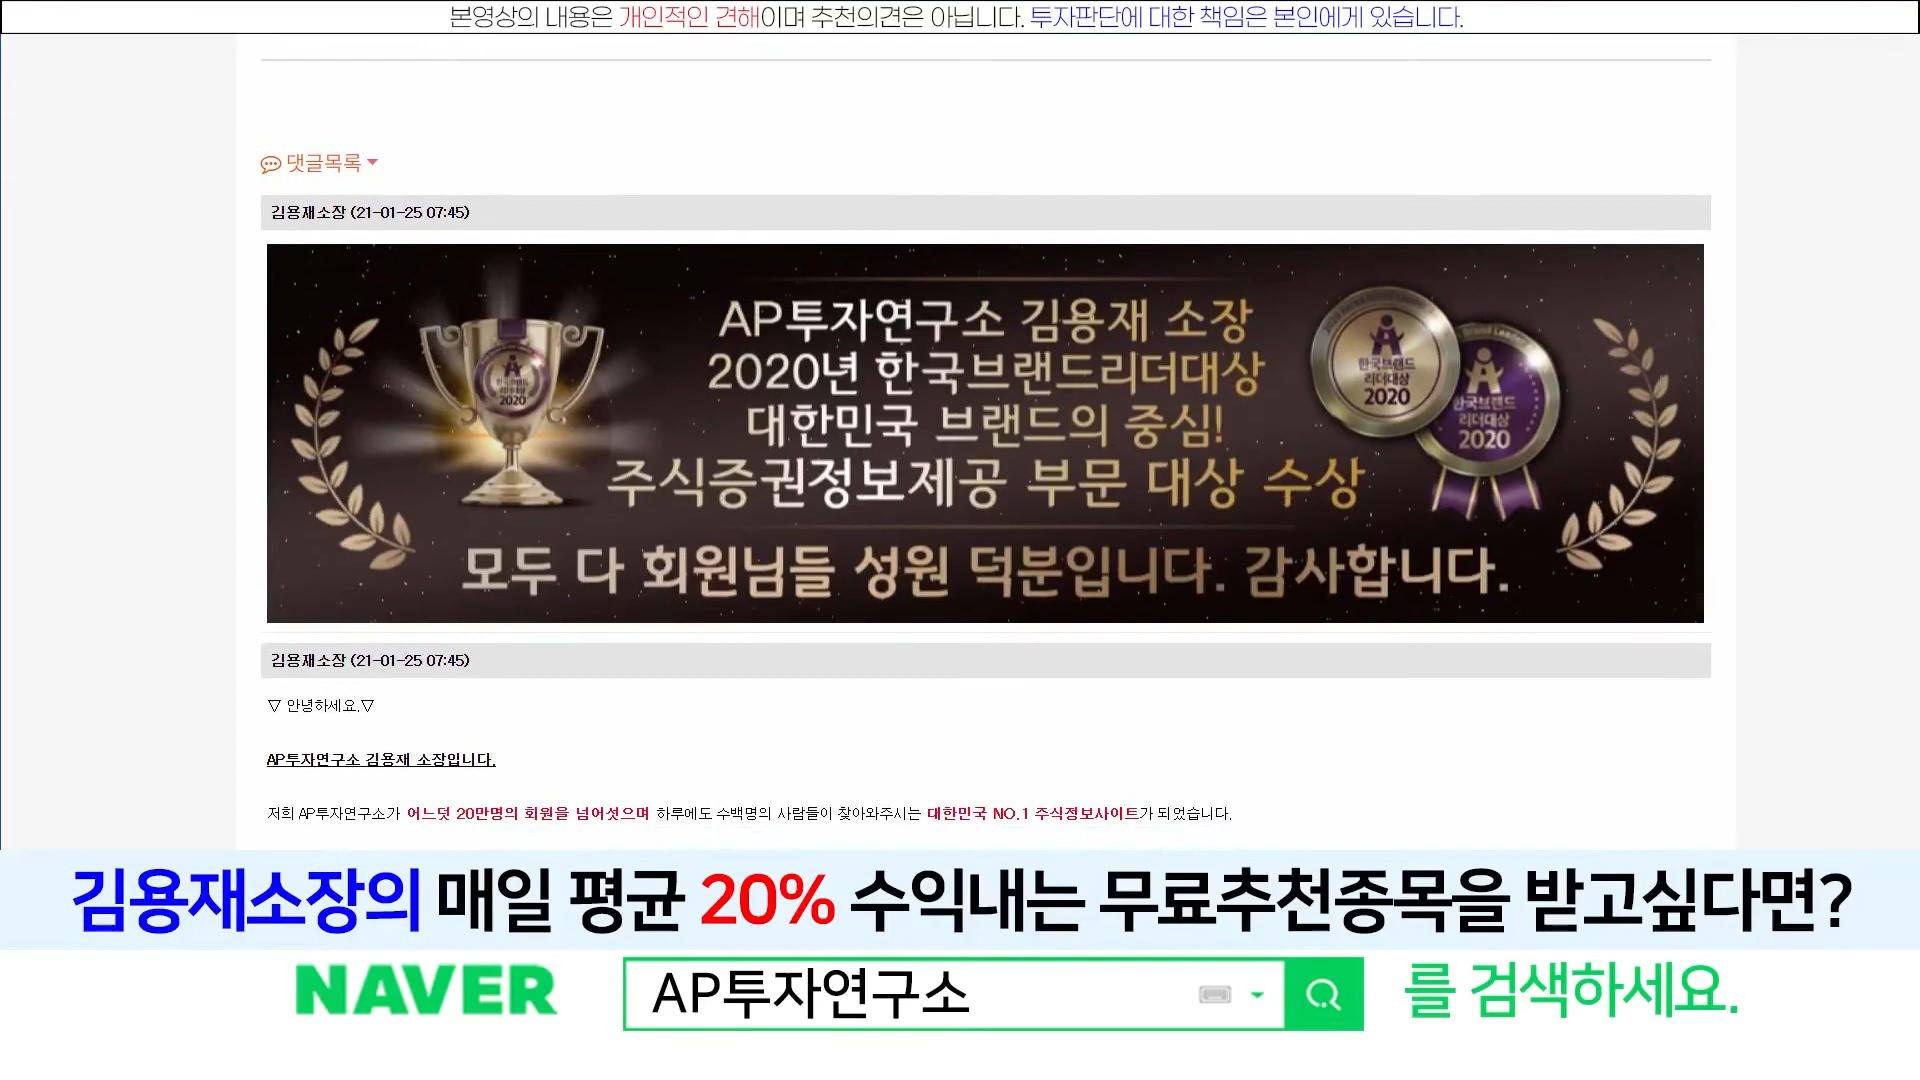 본영상의 내용은 개인적인 견해이며 추천의견은 아닙니다. 투자판단에 대한 책임은 본인에게 있습니다.
댓글목록
김용재소장 (21-01-25 07:45)
AP투자연구소 김용재 소장
2020년 한국브랜드리더대상
대한민국 브랜드의 중심!
주식증권정보제공 부문 대상 수상
모두 다 회원님들 성원 덕분입니다. 감사합니다.
한국브랜드
리더대상
2020
한국브랜드
리더대상
2020
Brand Leader
한국브랜드
리더대상
2020
김용재소장 (21-01-25 07:45)
▽ 안녕하세요.▽
AP투자연구소 김용재 소장입니다.
저희 AP투자연구소가 어느덧 20만명의 회원을 넘어섯으며 하루에도 수백명의 사람들이 찾아와주시는 대한민국 NO.1 주식정보사이트가 되었습니다.
김용재소장의 매일 평균 20% 수익내는 무료추천종목을 받고싶다면?
NAVER AP투자연구소 를 검색하세요.